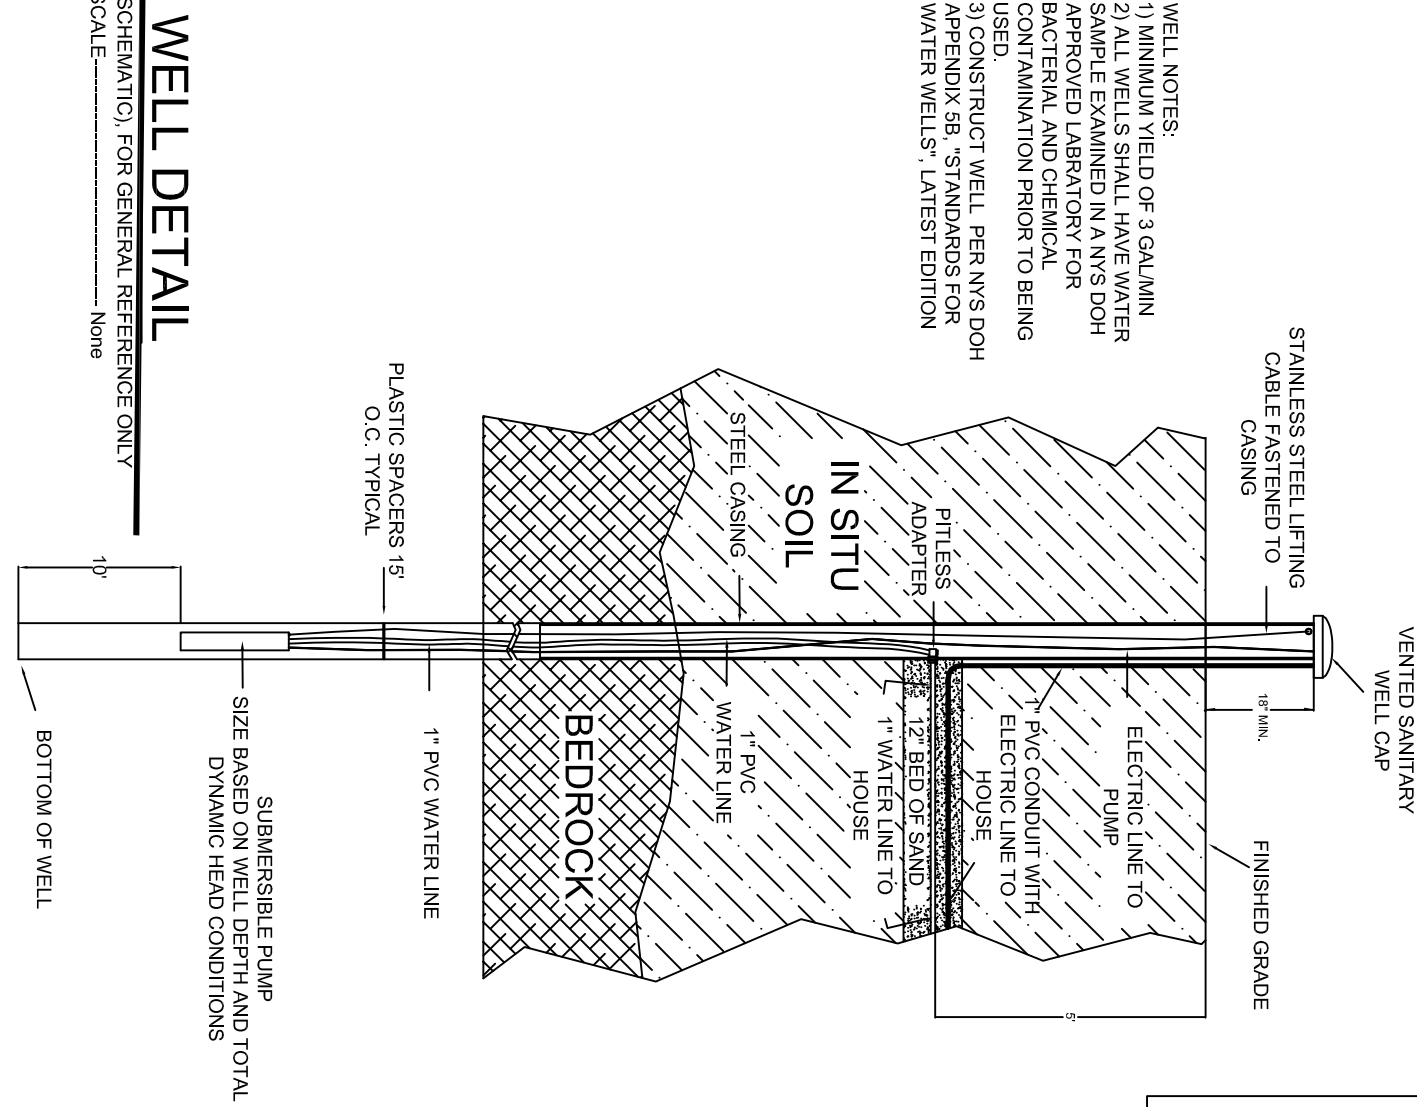 WELL NOTES:
1) MINIMUM YIELD OF 3 GAL/MIN
2) ALL WELLS SHALL HAVE WATER
SAMPLE EXAMINED IN A NYS DOH
APPROVED LABRATORY FOR
BACTERIAL AND CHEMICAL
CONTAMINATION PRIOR TO BEING
USED.
3) CONSTRUCT WELL PER NYS DOH
APPENDIX 5B, "STANDARDS FOR
WATER WELLS", LATEST EDITION
VENTED SANITARY
WELL CAP
STAINLESS STEEL LIFTING
CABLE FASTENED TO
CASING
18" MIN.
FINISHED GRADE
ELECTRIC LINE TO
PUMP
1" PVC CONDUIT WITH
ELECTRIC LINE TO
HOUSE
5'
PITLESS
ADAPTER
12" BED OF SAND
1" WATER LINE TO
HOUSE
IN SITU
SOIL
STEEL CASING
1" PVC
WATER LINE
BEDROCK
1" PVC WATER LINE
PLASTIC SPACERS 15'
O.C. TYPICAL
SUBMERSIBLE PUMP
SIZE BASED ON WELL DEPTH AND TOTAL
DYNAMIC HEAD CONDITIONS
10'
BOTTOM OF WELL
WELL DETAIL
SCHEMATIC), FOR GENERAL REFERENCE ONLY
SCALE------------------------------- None